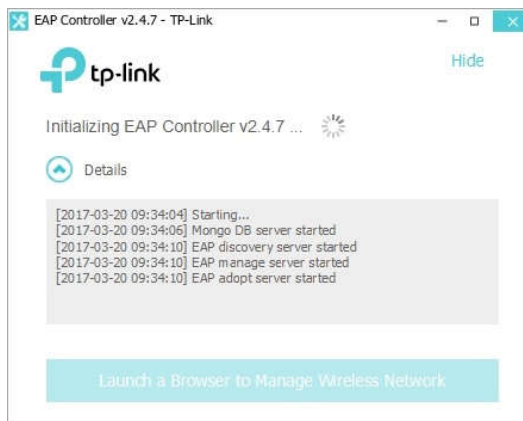 EAP Controller v2.4.7 - TP-Link
Hide
tp-link
Initializing EAP Controller v2.4.7 ...
Details
[2017-03-20 09:34:04] Starting...
[2017-03-20 09:34:06] Mongo DB server started
[2017-03-20 09:34:10] EAP discovery server started
[2017-03-20 09:34:10] EAP manage server started
[2017-03-20 09:34:10] EAP adopt server started
Launch a Browser to Manage Wireless Network